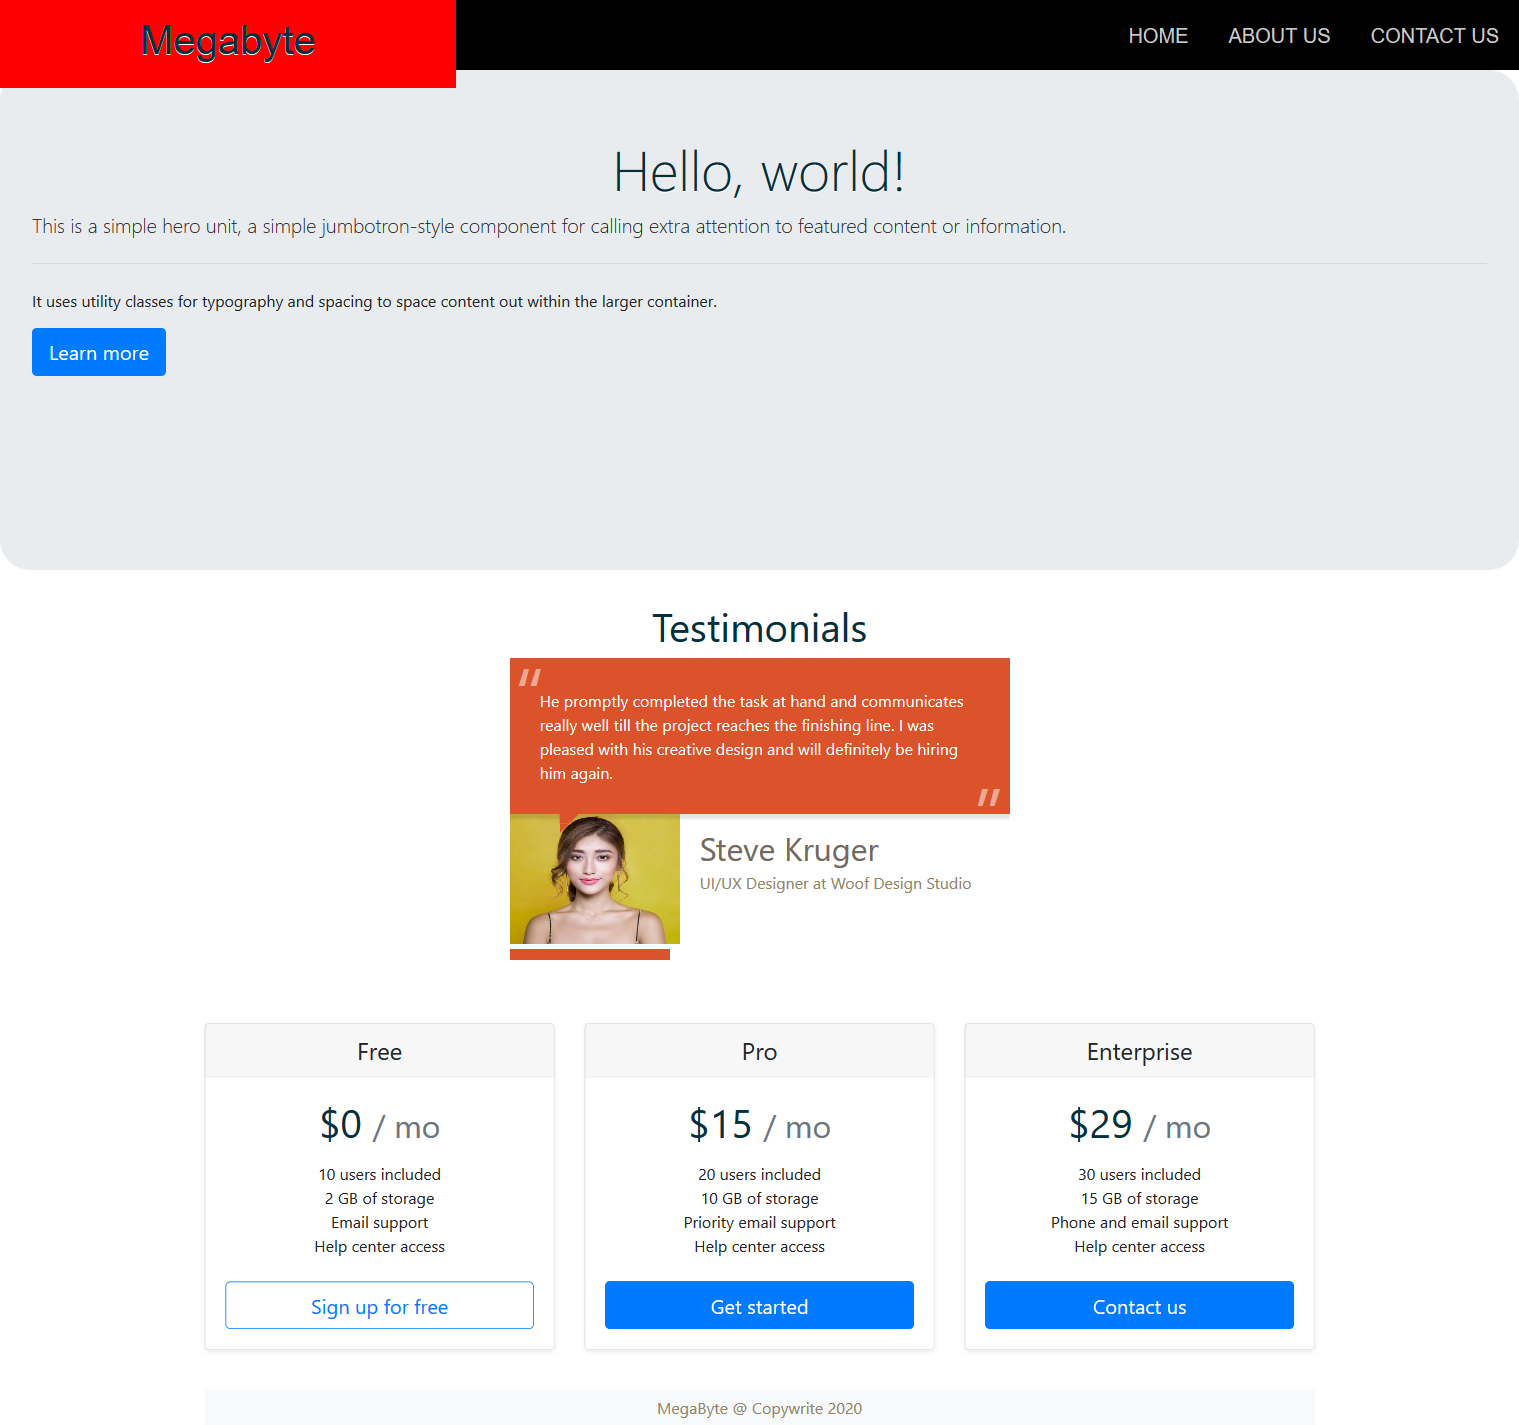 Megabyte
HOME ABOUT US CONTACT US
Hello, world!
This is a simple hero unit, a simple jumbotron-style component for calling extra attention to featured content or information.
It uses utility classes for typography and spacing to space content out within the larger container.
Learn more
Testimonials
"
He promptly completed the task at hand and communicates
really well till the project reaches the finishing line. I was
pleased with his creative design and will definitely be hiring
him again.
"
Steve Kruger
UI/UX Designer at Woof Design Studio
Free
$0 / mo
10 users included
2 GB of storage
Email support
Help center access
Sign up for free
Pro
$15 / mo
20 users included
10 GB of storage
Priority email support
Help center access
Get started
Enterprise
$29 / mo
30 users included
15 GB of storage
Phone and email support
Help center access
Contact us
MegaByte @ Copywrite 2020